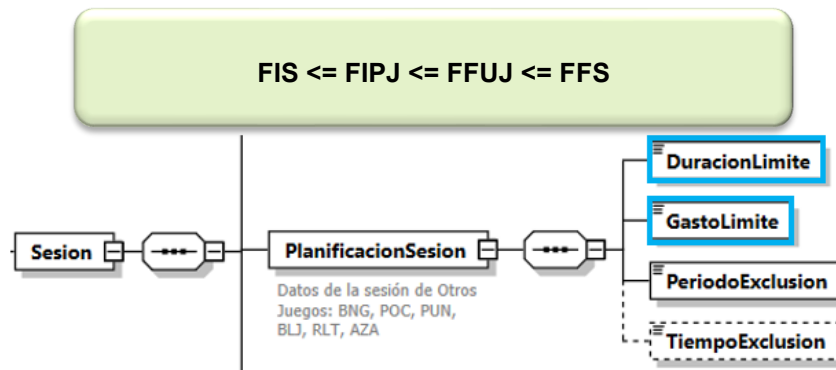 FIS <= FIPJ <= FFUJ <= FFS
DuracionLimite
GastoLimite
Sesion
PlanificacionSesion
PeriodoExclusion
Datos de la sesión de Otros
Juegos: BNG, POC, PUN,
BLJ, RLT, AZA
TiempoExclusion